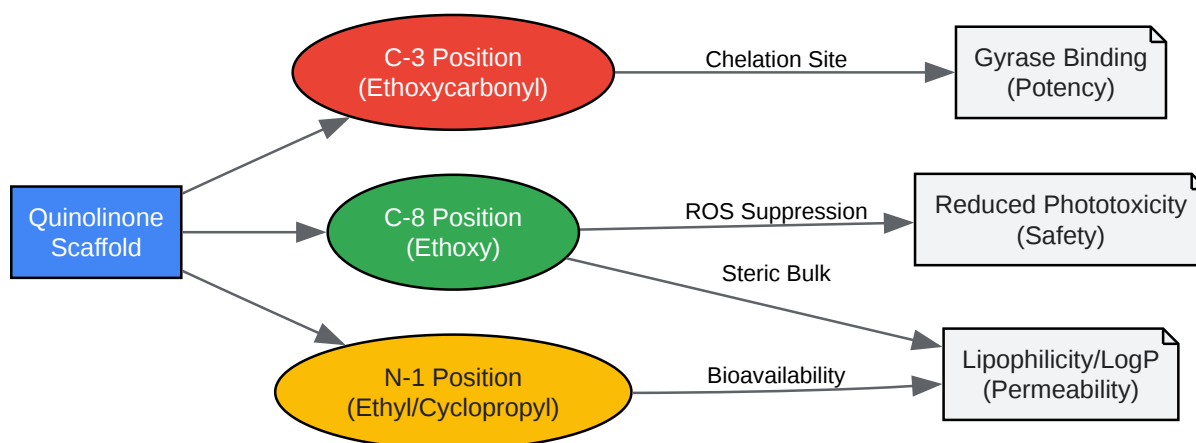 Quinolinone
Scaffold
C-3 Position
(Ethoxycarbonyl)
Chelation Site
Gyrase Binding
(Potency)
C-8 Position
(Ethoxy)
ROS Suppression
Reduced Phototoxicity
(Safety)
Steric Bulk
N-1 Position
(Ethyl/Cyclopropyl)
Bioavailability
Lipophilicity/LogP
(Permeability)